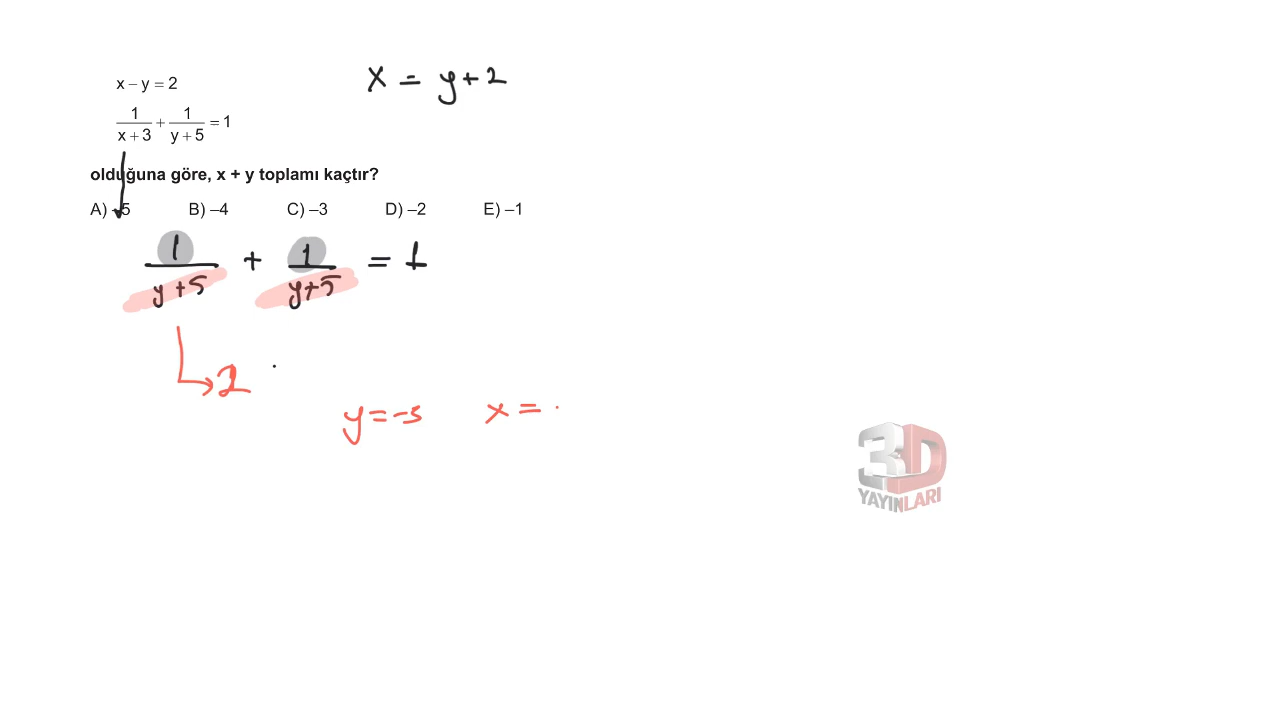 x – y = 2
x = y + 2
1/(x + 3) + 1/(y + 5) = 1
olduğuna göre, x + y toplamı kaçtır?
A) –5 B) –4 C) –3 D) –2 E) –1
1/(y + 5) + 1/(y + 5) = 1
2
y = -3 x =
3D
YAYINLARI